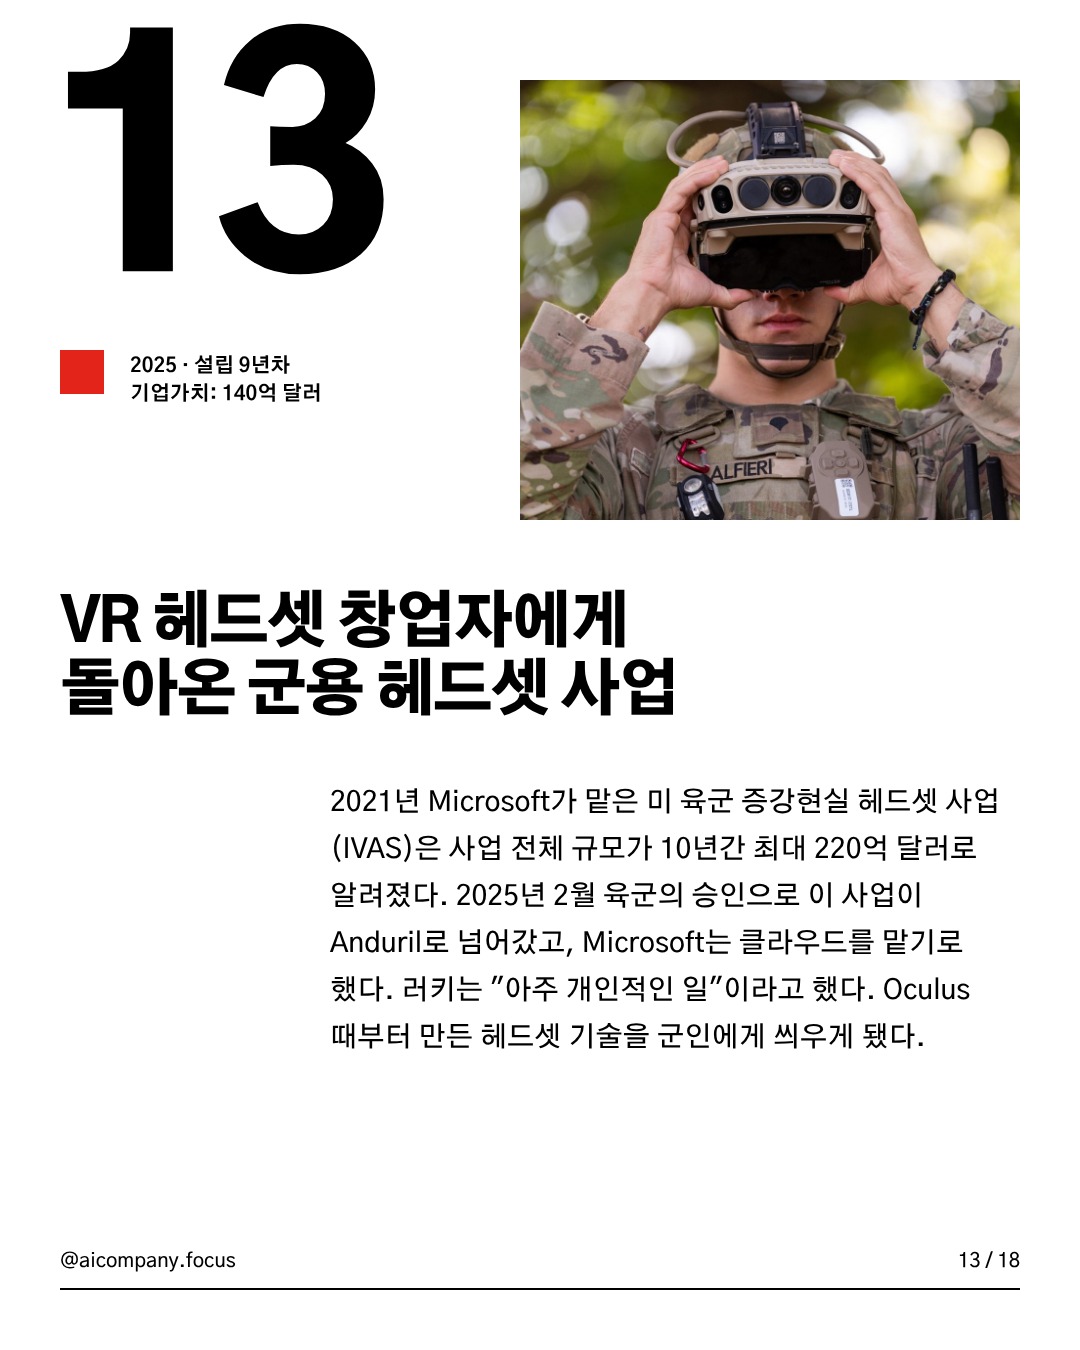 13
2025 · 설립 9년차
기업가치: 140억 달러
ALFIERI
VR 헤드셋 창업자에게
돌아온 군용 헤드셋 사업
2021년 Microsoft가 맡은 미 육군 증강현실 헤드셋 사업
(IVAS)은 사업 전체 규모가 10년간 최대 220억 달러로
알려졌다. 2025년 2월 육군의 승인으로 이 사업이
Anduril로 넘어갔고, Microsoft는 클라우드를 맡기로
했다. 러키는 "아주 개인적인 일"이라고 했다. Oculus
때부터 만든 헤드셋 기술을 군인에게 씌우게 됐다.
@aicompany.focus
13 / 18